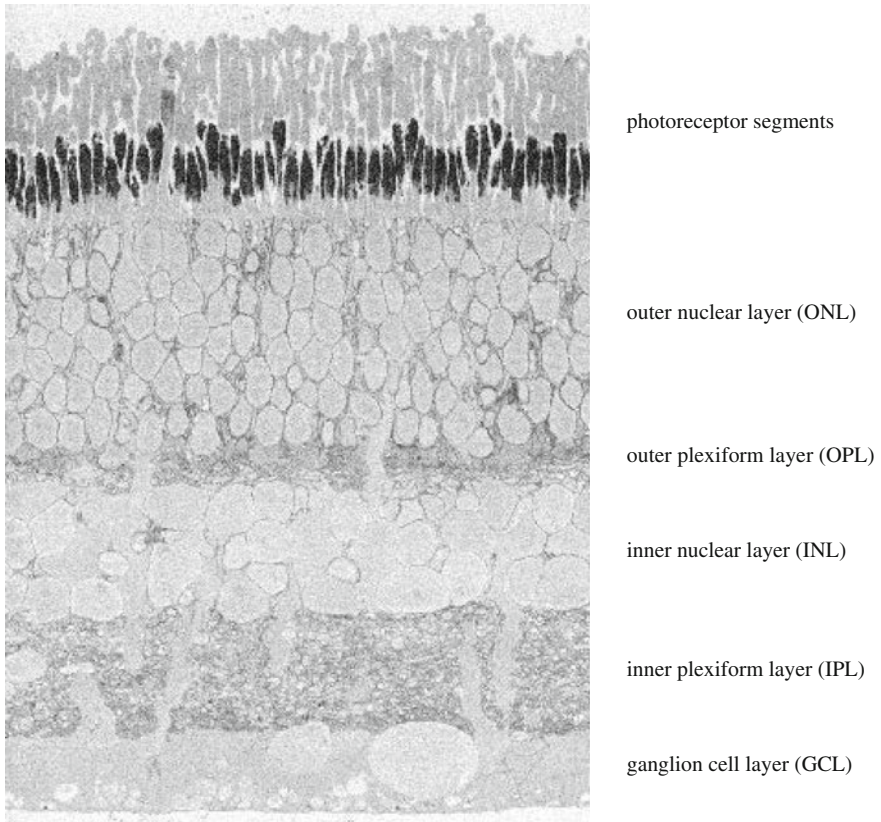 photoreceptor segments
outer nuclear layer (ONL)
outer plexiform layer (OPL)
inner nuclear layer (INL)
inner plexiform layer (IPL)
ganglion cell layer (GCL)